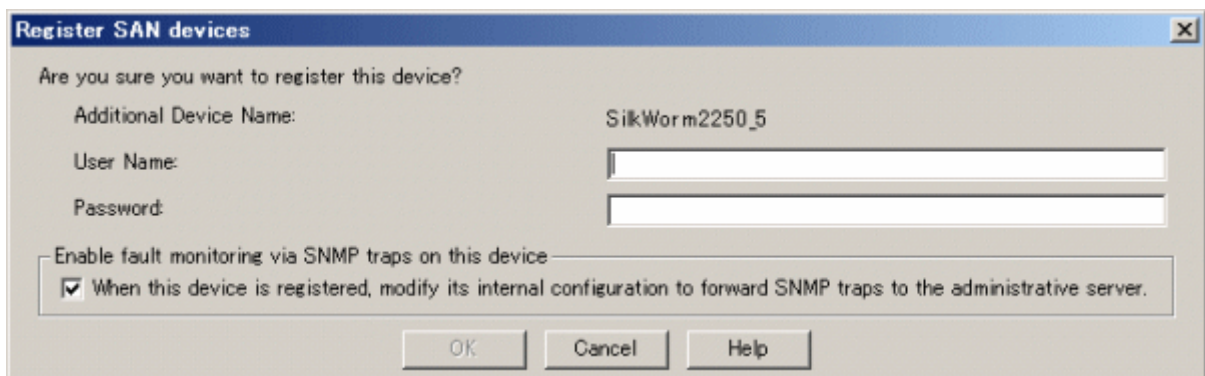 Register SAN devices
Are you sure you want to register this device?
Additional Device Name: SilkWorm2250_5
User Name:
Password:
Enable fault monitoring via SNMP traps on this device
When this device is registered, modify its internal configuration to forward SNMP traps to the administrative server.
OK Cancel Help